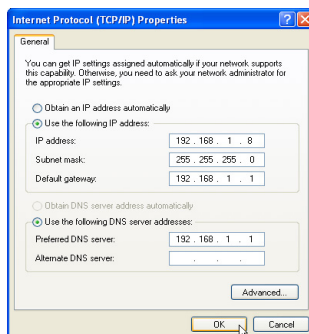 Internet Protocol (TCP/IP) Properties
General
You can get IP settings assigned automatically if your network supports
this capability. Otherwise, you need to ask your network administrator for
the appropriate IP settings.
Obtain an IP address automatically
Use the following IP address:
IP address: 192 . 168 . 1 . 8
Subnet mask: 255 . 255 . 255 . 0
Default gateway: 192 . 168 . 1 . 1
Obtain DNS server address automatically
Use the following DNS server addresses:
Preferred DNS server: 192 . 168 . 1 . 1
Alternate DNS server: . . .
Advanced...
OK Cancel